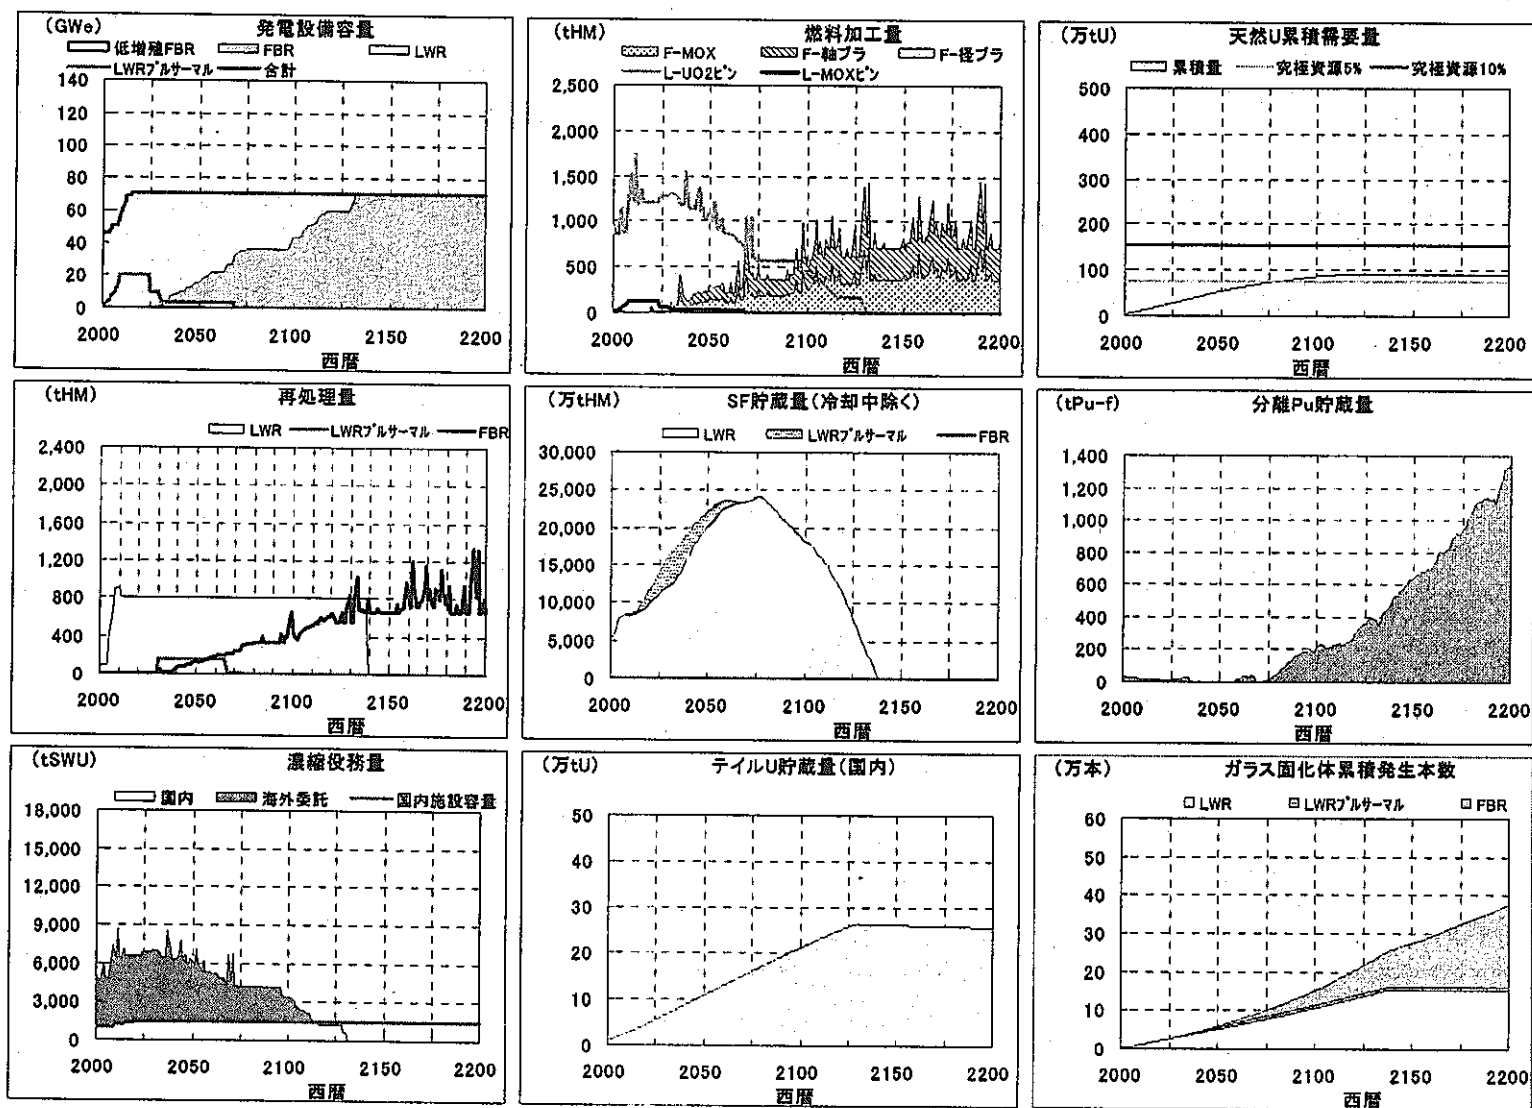 (GWe) 発電設備容量
低増殖FBR FBR LWR
LWRプルサーマル 合計
140
120
100
80
60
40
20
0
2000 2050 2100 2150 2200
西暦
(tHM) 燃料加工量
F-MOX F-軸ブラ F-径ブラ
L-UO2ピン L-MOXピン
2,500
2,000
1,500
1,000
500
0
2000 2050 2100 2150 2200
西暦
(万tU) 天然U累積需要量
累積量 究極資源5% 究極資源10%
500
400
300
200
100
0
2000 2050 2100 2150 2200
西暦
(tHM) 再処理量
LWR LWRプルサーマル FBR
2,400
2,000
1,600
1,200
800
400
0
2000 2050 2100 2150 2200
西暦
(万tHM) SF貯蔵量(冷却中除く)
LWR LWRプルサーマル FBR
30,000
25,000
20,000
15,000
10,000
5,000
0
2000 2050 2100 2150 2200
西暦
(tPu-f) 分離Pu貯蔵量
1,400
1,200
1,000
800
600
400
200
0
2000 2050 2100 2150 2200
西暦
(tSWU) 濃縮役務量
国内 海外委託 国内施設容量
18,000
15,000
12,000
9,000
6,000
3,000
0
2000 2050 2100 2150 2200
西暦
(万tU) テイルU貯蔵量(国内)
50
40
30
20
10
0
2000 2050 2100 2150 2200
西暦
(万本) ガラス固化体累積発生本数
LWR LWRプルサーマル FBR
60
50
40
30
20
10
0
2000 2050 2100 2150 2200
西暦